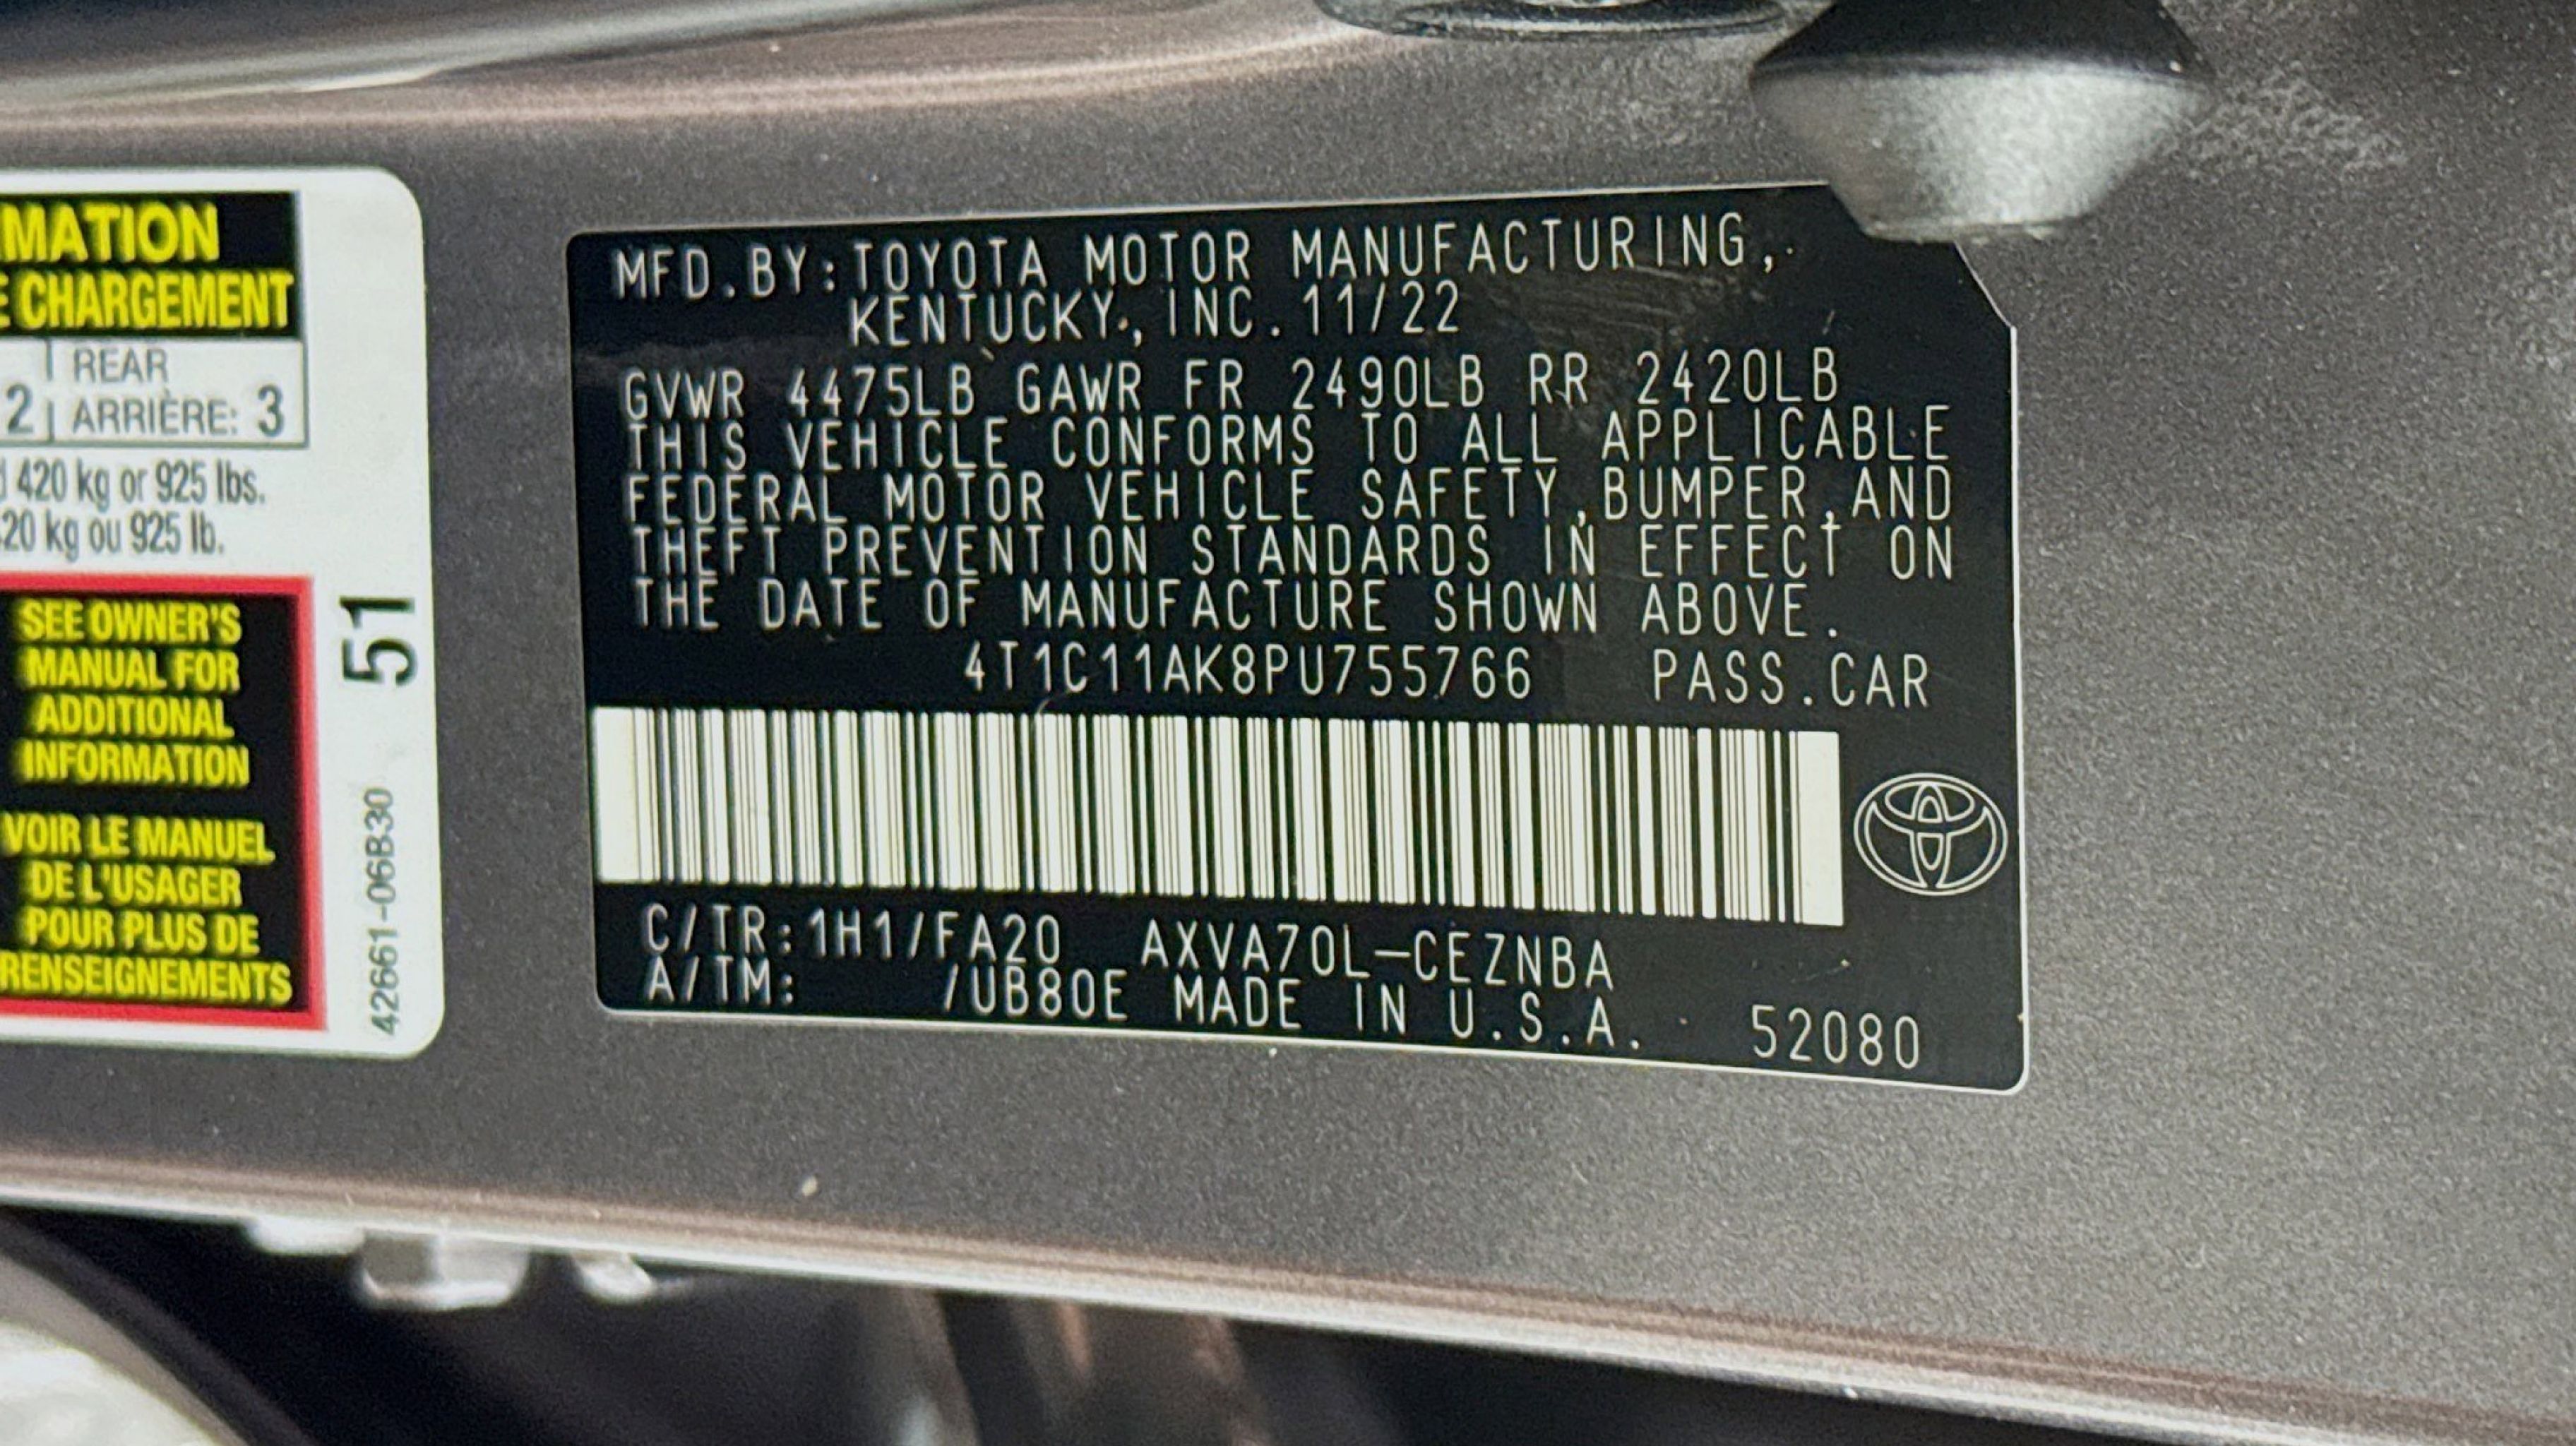 MATION
E CHARGEMENT
REAR
2 ARRIÈRE: 3
420 kg or 925 lbs.
20 kg ou 925 lb.
SEE OWNER'S
MANUAL FOR
ADDITIONAL
INFORMATION
VOIR LE MANUEL
DE L'USAGER
POUR PLUS DE
RENSEIGNEMENTS
51
42661-06B30
MFD.BY:TOYOTA MOTOR MANUFACTURING,
KENTUCKY, INC. 11/22
GVWR 4475LB GAWR FR 2490LB RR 2420LB
THIS VEHICLE CONFORMS TO ALL APPLICABLE
FEDERAL MOTOR VEHICLE SAFETY,BUMPER,AND
THEFT PREVENTION STANDARDS IN EFFECT ON
THE DATE OF MANUFACTURE SHOWN ABOVE.
4T1C11AK8PU755766 PASS.CAR
C/TR:1H1/FA20 AXVA70L-CEZNBA
A/TM: /UB80E MADE IN U.S.A. 52080